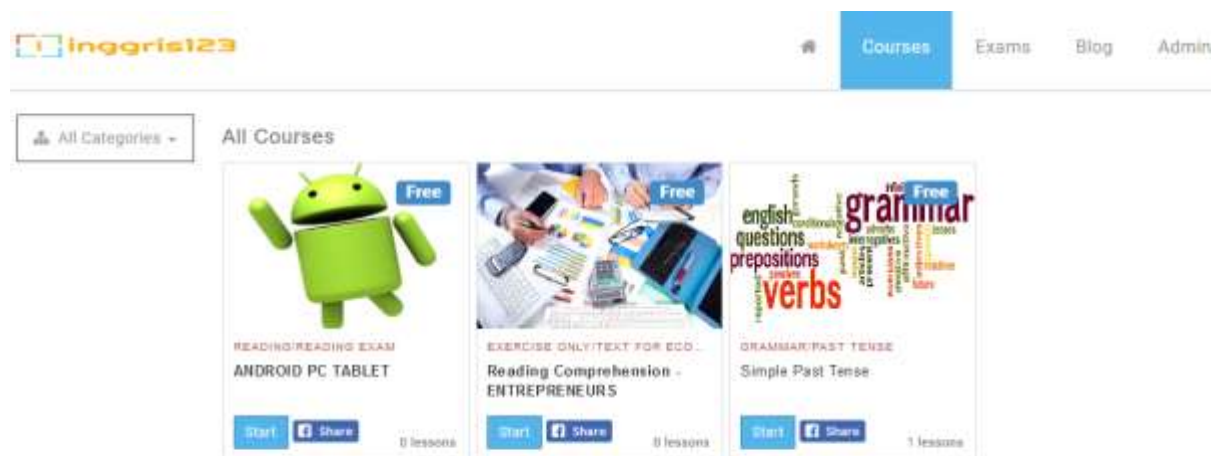 inggris123
Courses Exams Blog Admin
All Categories
All Courses
Free
Free
Free
english
grammar
questions
prepositions
verbs
READING/READING EXAM
EXERCISE ONLY/TEXT FOR ECO...
GRAMMAR/PAST TENSE
ANDROID PC TABLET
Reading Comprehension -
ENTREPRENEURS
Simple Past Tense
Start Share 0 lessons
Start Share 0 lessons
Start Share 1 lessons